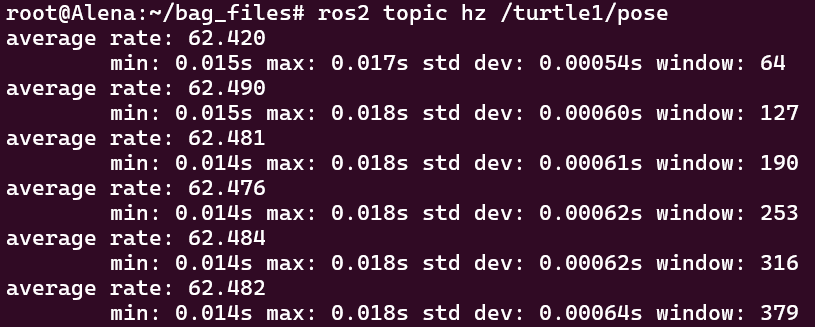 root@Alena:~/bag_files# ros2 topic hz /turtle1/pose
average rate: 62.420
        min: 0.015s max: 0.017s std dev: 0.00054s window: 64
average rate: 62.490
        min: 0.015s max: 0.018s std dev: 0.00060s window: 127
average rate: 62.481
        min: 0.014s max: 0.018s std dev: 0.00061s window: 190
average rate: 62.476
        min: 0.014s max: 0.018s std dev: 0.00062s window: 253
average rate: 62.484
        min: 0.014s max: 0.018s std dev: 0.00062s window: 316
average rate: 62.482
        min: 0.014s max: 0.018s std dev: 0.00064s window: 379